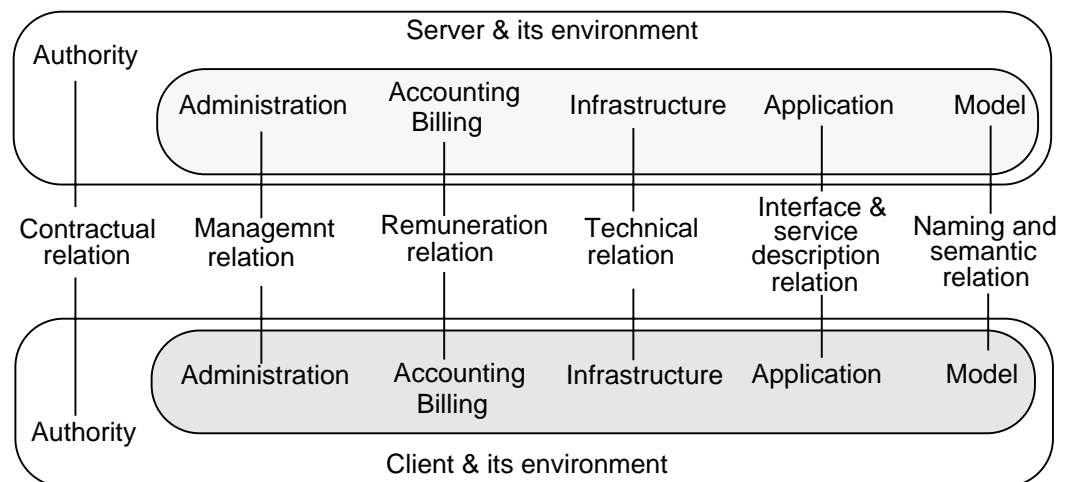 Server & its environment
Authority
Administration
Accounting
Billing
Infrastructure
Application
Model
Contractual
relation
Managemnt
relation
Remuneration
relation
Technical
relation
Interface &
service
description
relation
Naming and
semantic
relation
Administration
Accounting
Billing
Infrastructure
Application
Model
Authority
Client & its environment